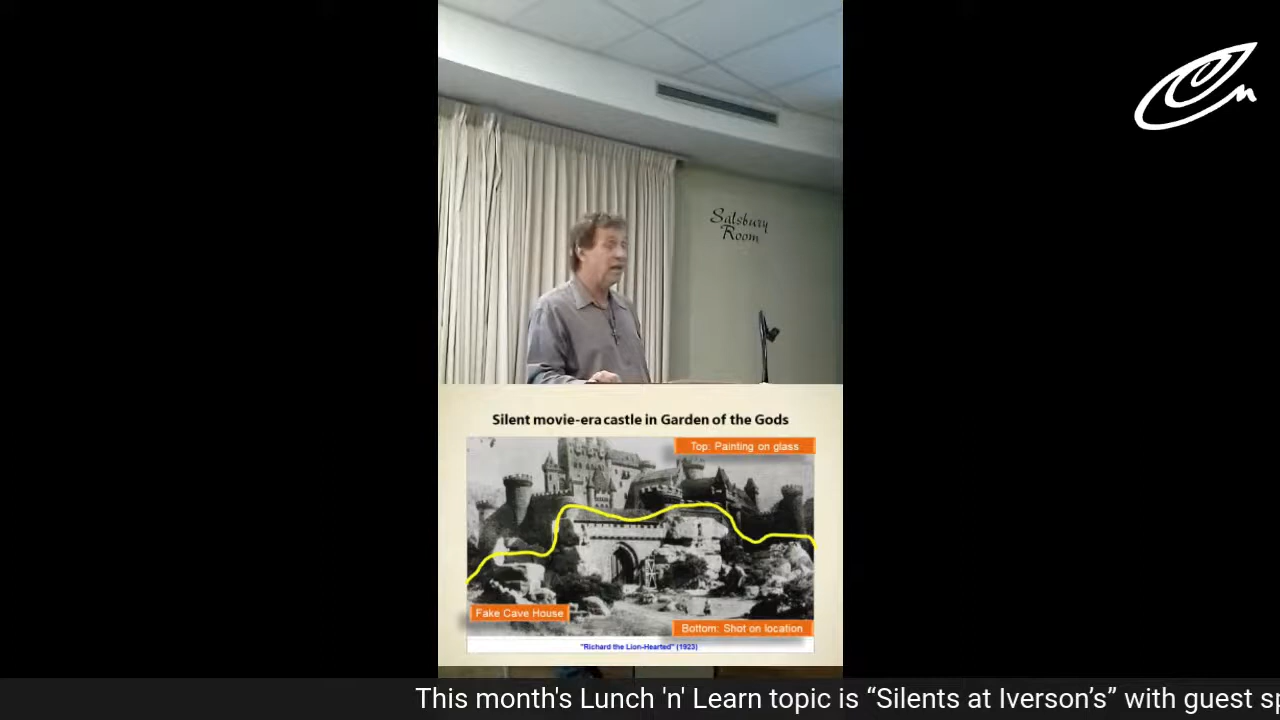 Salsbury
Room
Silent movie-era castle in Garden of the Gods
Top: Painting on glass
Fake Cave House
Bottom: Shot on location
"Richard the Lion-Hearted" (1923)
This month's Lunch 'n' Learn topic is “Silents at Iverson’s” with guest sp